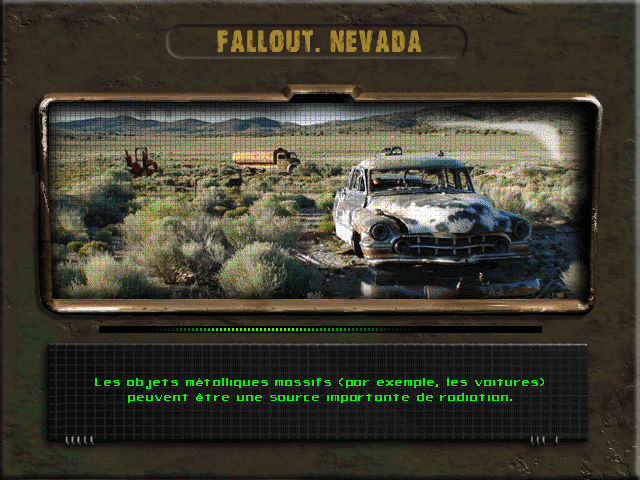 FALLOUT. NEVADA
Les objets métalliques massifs (par exemple, les voitures)
peuvent être une source importante de radiation.